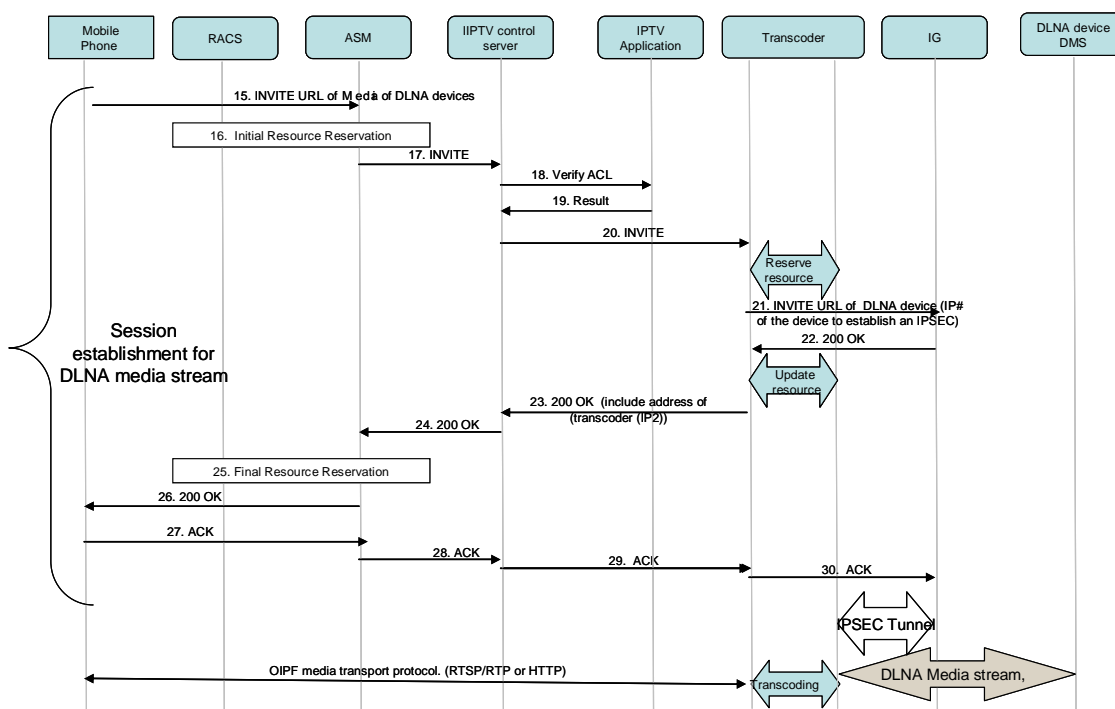 Mobile
Phone
RACS
ASM
IIPTV control
server
IPTV
Application
Transcoder
IG
DLNA device
DMS
15. INVITE URL of Media of DLNA devices
16. Initial Resource Reservation
17. INVITE
18. Verify ACL
19. Result
20. INVITE
Reserve
resource
21. INVITE URL of DLNA device (IP#
of the device to establish an IPSEC)
22. 200 OK
Session
establishment for
DLNA media stream
Update
resource
23. 200 OK (include address of
(transcoder (IP2))
24. 200 OK
25. Final Resource Reservation
26. 200 OK
27. ACK
28. ACK
29. ACK
30. ACK
IPSEC Tunnel
OIPF media transport protocol. (RTSP/RTP or HTTP)
Transcoding
DLNA Media stream,